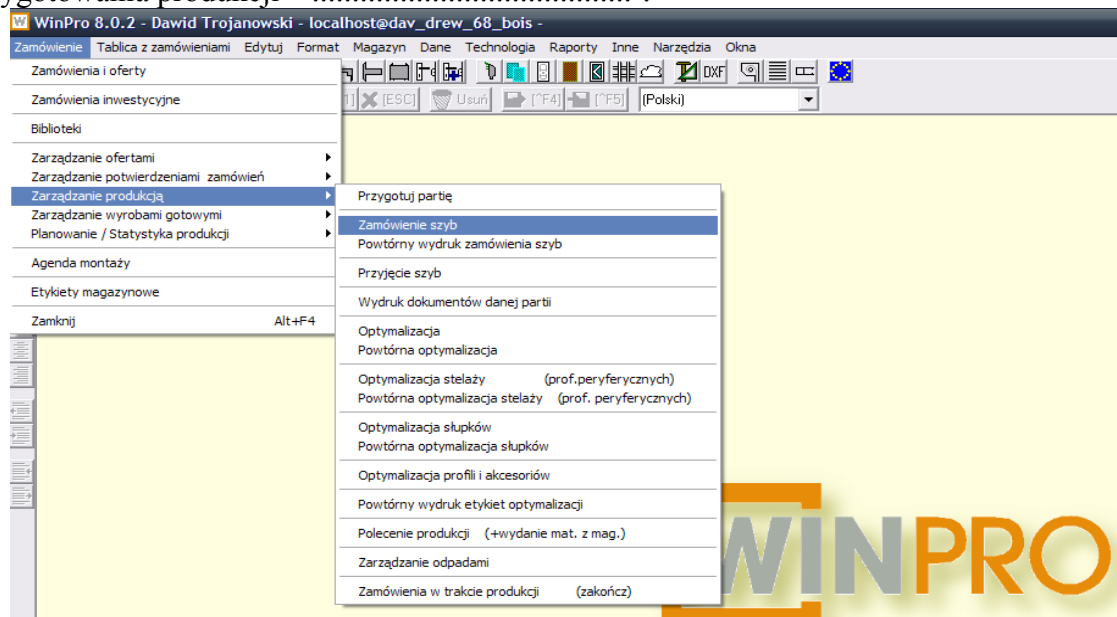 ygotowania produkcji
WinPro 8.0.2 - Dawid Trojanowski - localhost@dav_drew_68_bois -
Zamówienie Tablica z zamówieniami Edytuj Format Magazyn Dane Technologia Raporty Inne Narzędzia Okna
DXF
[ESC] Usuń [^F4] [^F5] (Polski)
Zamówienia i oferty
Zamówienia inwestycyjne
Biblioteki
Zarządzanie ofertami
Zarządzanie potwierdzeniami zamówień
Zarządzanie produkcją
Zarządzanie wyrobami gotowymi
Planowanie / Statystyka produkcji
Agenda montaży
Etykiety magazynowe
Zamknij Alt+F4
Przygotuj partię
Zamówienie szyb
Powtórny wydruk zamówienia szyb
Przyjęcie szyb
Wydruk dokumentów danej partii
Optymalizacja
Powtórna optymalizacja
Optymalizacja stelaży (prof.peryferycznych)
Powtórna optymalizacja stelaży (prof. peryferycznych)
Optymalizacja słupków
Powtórna optymalizacja słupków
Optymalizacja profili i akcesoriów
Powtórny wydruk etykiet optymalizacji
Polecenie produkcji (+wydanie mat. z mag.)
Zarządzanie odpadami
Zamówienia w trakcie produkcji (zakończ)
WINPRO